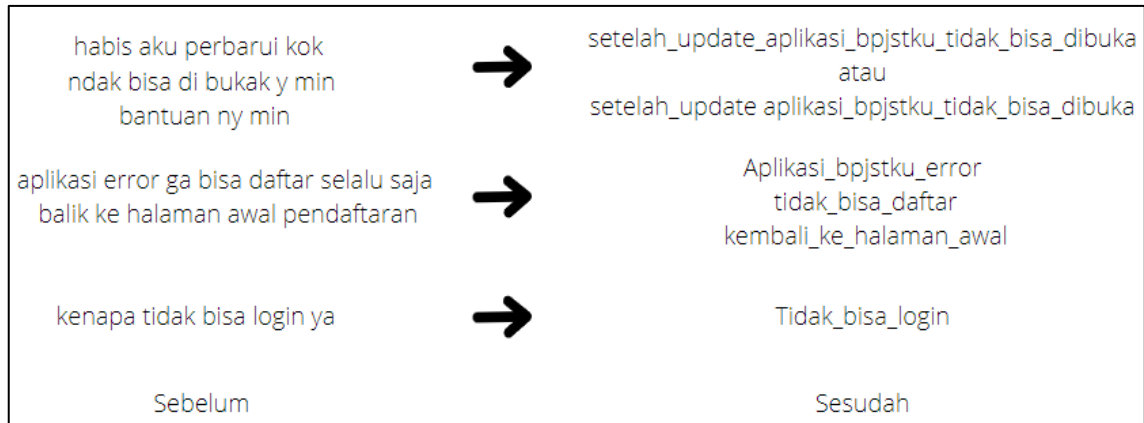 habis aku perbarui kok
ndak bisa di bukak y min
bantuan ny min
setelah_update_aplikasi_bpjstku_tidak_bisa_dibuka
atau
setelah_update aplikasi_bpjstku_tidak_bisa_dibuka
aplikasi error ga bisa daftar selalu saja
balik ke halaman awal pendaftaran
Aplikasi_bpjstku_error
tidak_bisa_daftar
kembali_ke_halaman_awal
kenapa tidak bisa login ya
Tidak_bisa_login
Sebelum
Sesudah